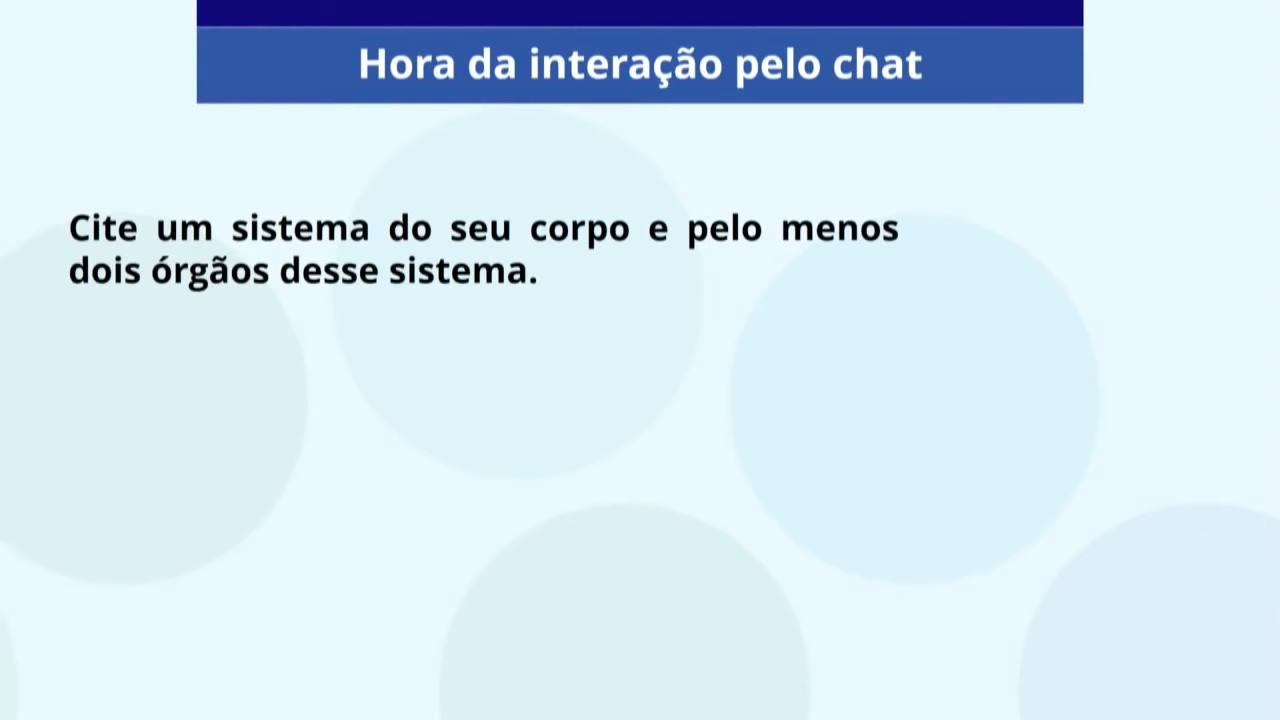 Hora da interação pelo chat
Cite um sistema do seu corpo e pelo menos
dois órgãos desse sistema.